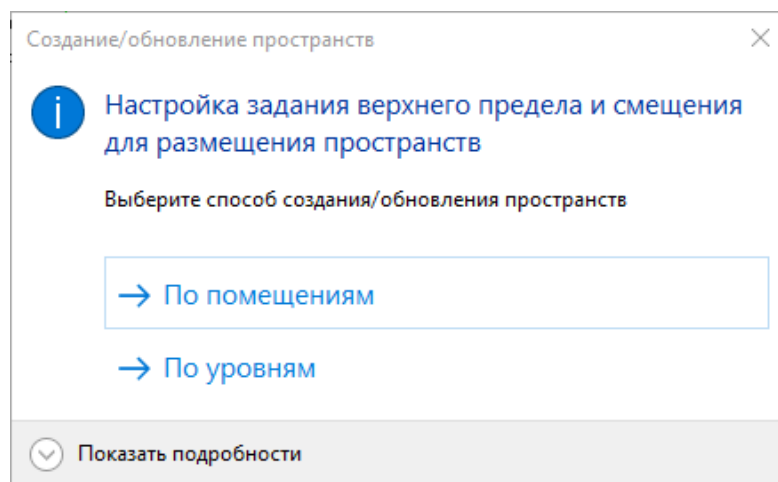 Создание/обновление пространств
Настройка задания верхнего предела и смещения
для размещения пространств
Выберите способ создания/обновления пространств
По помещениям
По уровням
Показать подробности